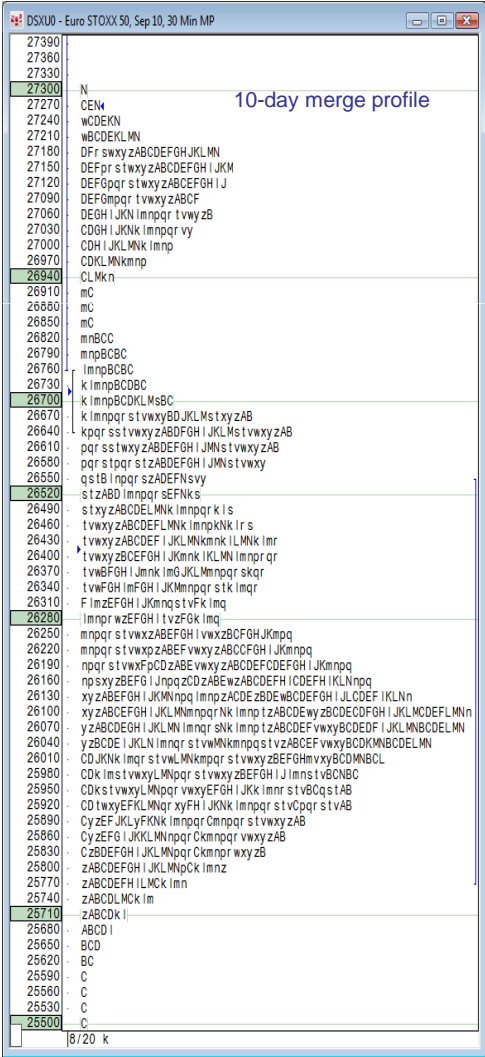 DSXU0 - Euro STOXX 50, Sep 10, 30 Min MP
10-day merge profile
27390
27360
27330
27300 N
27270 CEN
27240 wCDEKN
27210 wBCDEKLMN
27180 DFrswxyzABCDEFGHJKLMN
27150 DEFprstwxyzABCDEFGHIJKM
27120 DEFGpqrstwxyzABCEFGHIJ
27090 DEFGmpqrtvwxyzABCF
27060 DEGHIJKNlmnpqrtvwyzB
27030 CDGHIJKNklmnpqrvy
27000 CDHIJKLMNklmnp
26970 CDKLMNkmnp
26940 CLMkn
26910 mC
26880 mC
26850 mC
26820 mnBCC
26790 mnpBCBC
26760 lmnpBCBC
26730 klmnpBCDBC
26700 klmnpBCDKLMsBC
26670 klmnpqrstvwxyBDJKLMstxyzAB
26640 kpqrsstvwxyzABDFGHIJKLMstvwxyzAB
26610 pqrsstwxyzABDEFGHIJMNstvwxyzAB
26580 pqrstpqrstzABDEFGHIJMNstvwxy
26550 qstBlnpqrszADEFNsvy
26520 stzABDlmnpqrsEFNks
26490 stxyzABCDELMNklmnpqrkls
26460 tvwxyzABCDEFLMNklmnpkNklrs
26430 tvwxyzABCDEFIJKLMNkmnkILMNklmr
26400 tvwxyzBCEFGHIJKmnkIKLMNlmnprqr
26370 tvwBFGHIJmnklmGJKLMmnpqrskqr
26340 tvwFGHlmFGHIJKMmnpqrstklmqr
26310 FlmzEFGHIJKmnqstvFklmq
26280 lmnprwzEFGHItvzFGklmq
26250 mnpqrstvwxzABEFGHIvwxzBCFGHJKmpq
26220 mnpqrstvwxpzABEFvwxyzABCCFGHIJKmnpq
26190 npqrstvwxFpCDzABEvwxyzABCDEFCDEFGHIJKmnpq
26160 npsxyzBEFGIJnpqzCDzABEwzABCDEFHICDEFHIKLNnpq
26130 xyzABEFGHIJKMNnpqlmnpzACDEzBDEwBCDEFGHIJLCDEFIKLNn
26100 xyzABCEFGHIJKLMNmnpqrNklmnptzABCDEwyzBCDECDFGHIJKLMCDEFLMNn
26070 yzABCDEGHIJKLMNlmnqrsNklmnptzABCDEFvwxyBCDEDFIJKLMNBCDELMN
26040 yzBCDEIJKLNlmnqrstvwMNkmnpqstvzABCEFvwxyBCDKMNBCDELMN
26010 CDJKNklmqrstvwLMNkmpqrstvwxyzBEFGHmvxyBCDMNBCL
25980 CDklmstvwxyLMNpqrstvwxyzBEFGHIJlmnstvBCNBC
25950 CDkstvwxyLMNpqrvwxyEFGHIJKklmnrstvBCqstAB
25920 CDtwxyEFKLMNqrxyFHIJKNklmnpqrstvCpqrstvAB
25890 CyzEFJKLyFKNklmnpqrCmnpqrstvwxyzAB
25860 CyzEFGIJKKLMNnpqrCkmnpqrvwxyzAB
25830 CzBDEFGHIJKLMNpqrCkmnprwxyzB
25800 zABCDEFGHIJKLMNpCklmnz
25770 zABCDEFHILMCklmn
25740 zABCDLMCklm
25710 zABCDkl
25680 ABCDI
25650 BCD
25620 BC
25590 C
25560 C
25530 C
25500 C
8/20 k